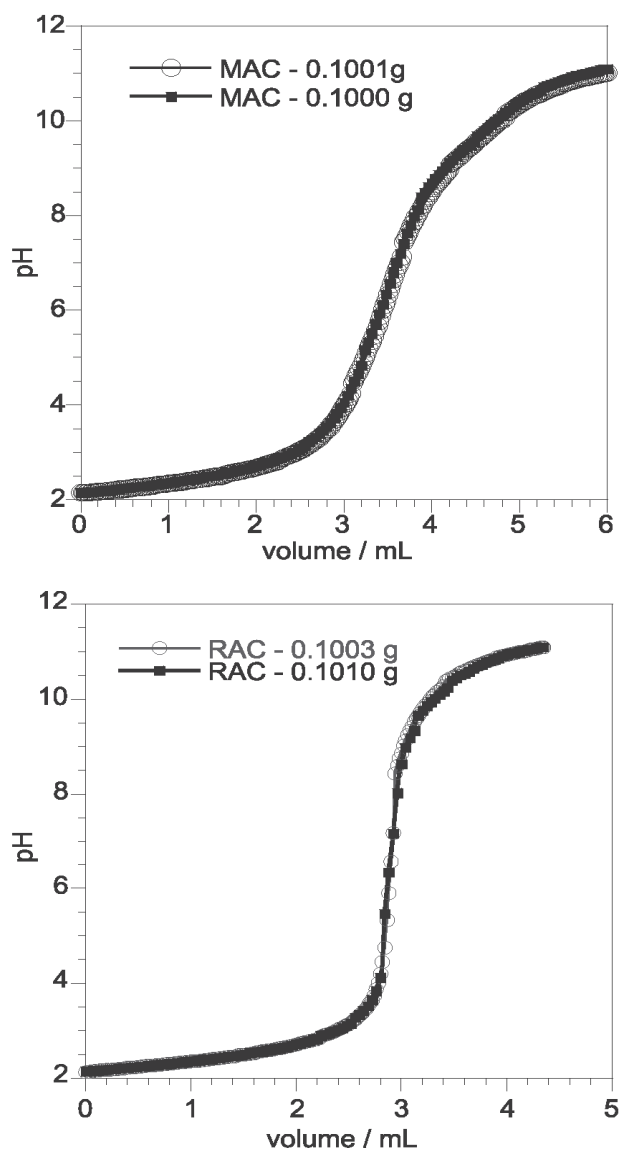 12
10
8
6
4
2
pH
MAC - 0.1001g
MAC - 0.1000 g
0 1 2 3 4 5 6
volume / mL
12
10
8
6
4
2
pH
RAC - 0.1003 g
RAC - 0.1010 g
0 1 2 3 4 5
volume / mL